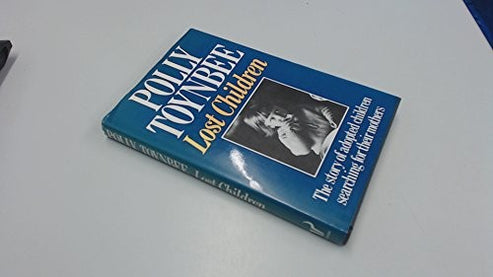 POLLY
TOYNBEE
Lost Children
The story of adopted children
searching for their mothers
POLLY TOYNBEE Lost Children